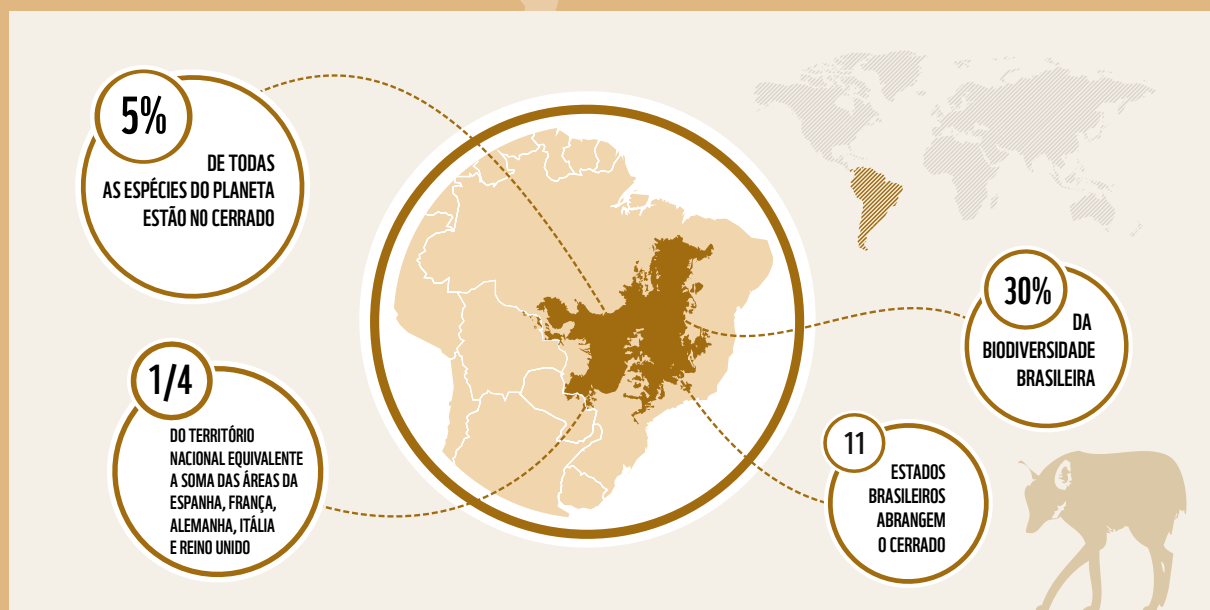 5%
DE TODAS
AS ESPÉCIES DO PLANETA
ESTÃO NO CERRADO
1/4
DO TERRITÓRIO
NACIONAL EQUIVALENTE
A SOMA DAS ÁREAS DA
ESPANHA, FRANÇA,
ALEMANHA, ITÁLIA
E REINO UNIDO
30%
DA
BIODIVERSIDADE
BRASILEIRA
11
ESTADOS
BRASILEIROS
ABRANGEM
O CERRADO